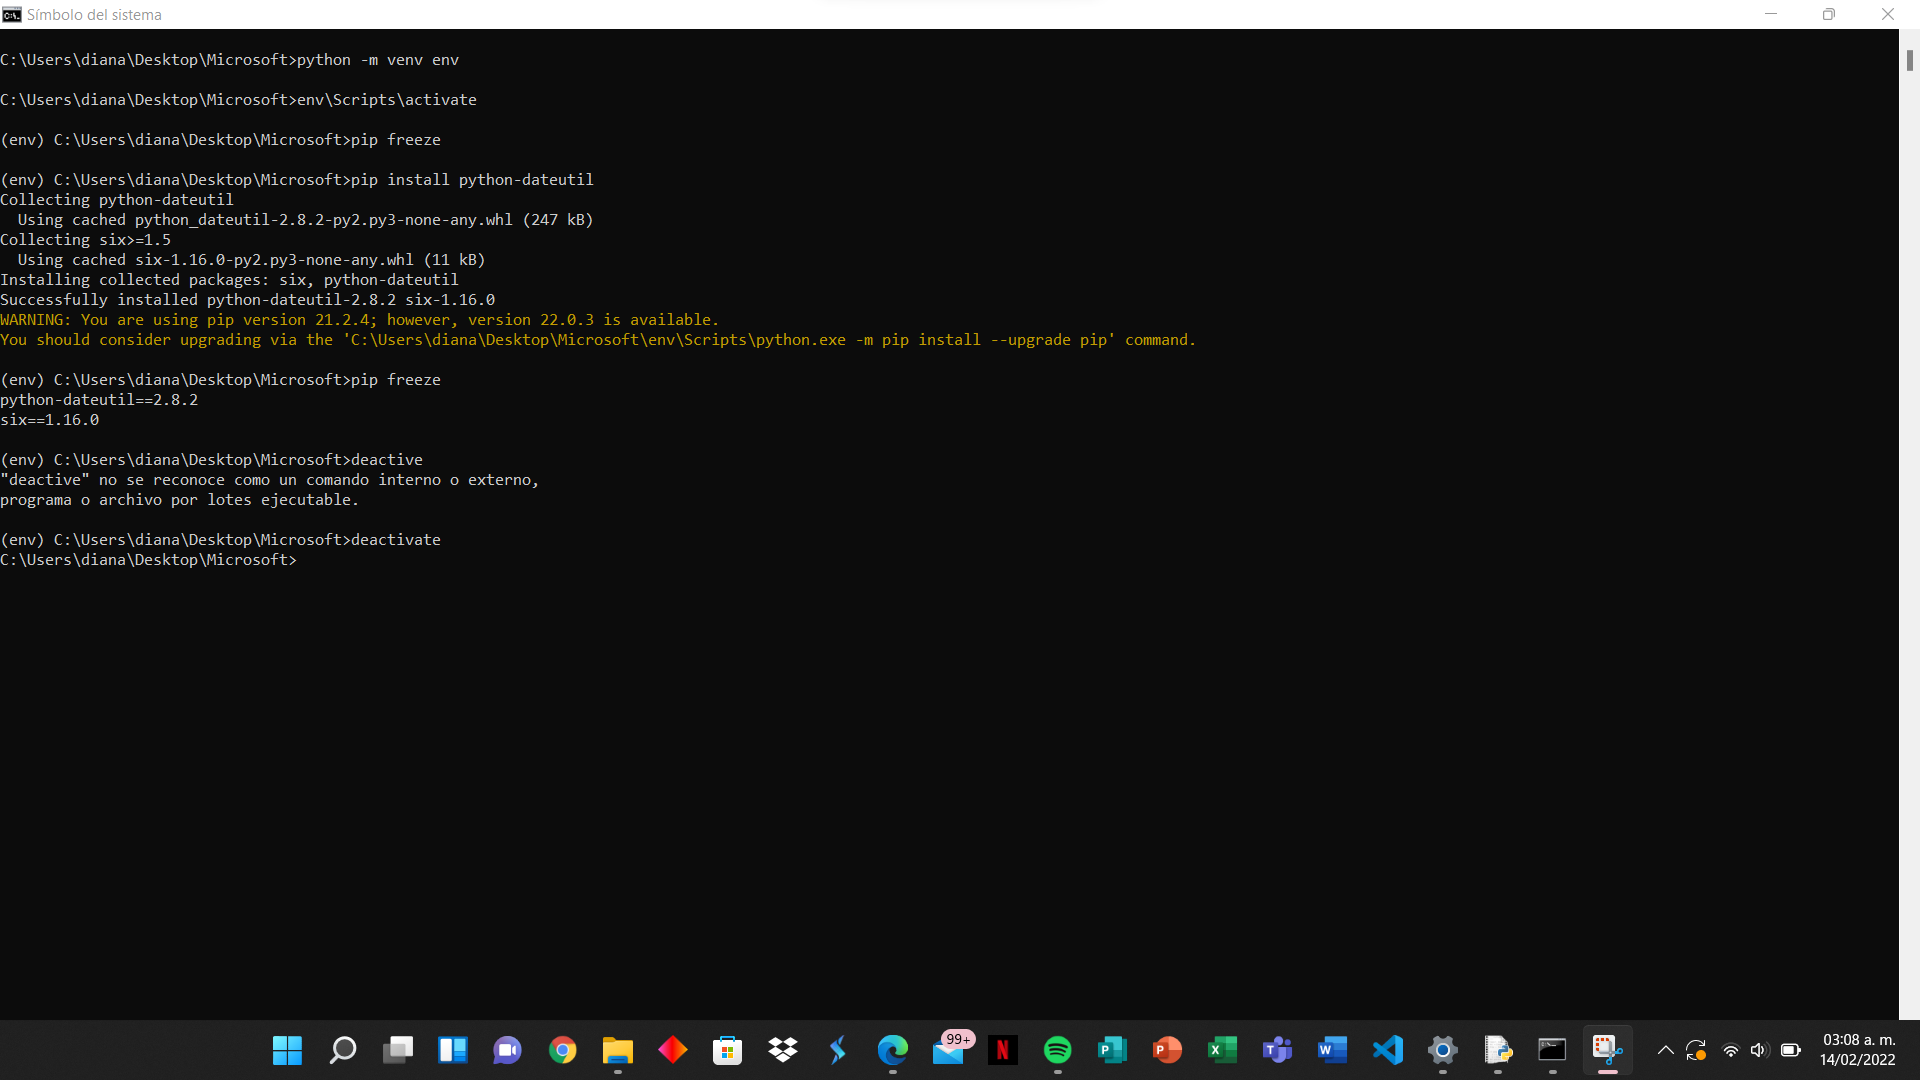 Símbolo del sistema
C:\Users\diana\Desktop\Microsoft>python -m venv env
C:\Users\diana\Desktop\Microsoft>env\Scripts\activate
(env) C:\Users\diana\Desktop\Microsoft>pip freeze
(env) C:\Users\diana\Desktop\Microsoft>pip install python-dateutil
Collecting python-dateutil
  Using cached python_dateutil-2.8.2-py2.py3-none-any.whl (247 kB)
Collecting six>=1.5
  Using cached six-1.16.0-py2.py3-none-any.whl (11 kB)
Installing collected packages: six, python-dateutil
Successfully installed python-dateutil-2.8.2 six-1.16.0
WARNING: You are using pip version 21.2.4; however, version 22.0.3 is available.
You should consider upgrading via the 'C:\Users\diana\Desktop\Microsoft\env\Scripts\python.exe -m pip install --upgrade pip' command.
(env) C:\Users\diana\Desktop\Microsoft>pip freeze
python-dateutil==2.8.2
six==1.16.0
(env) C:\Users\diana\Desktop\Microsoft>deactive
"deactive" no se reconoce como un comando interno o externo,
programa o archivo por lotes ejecutable.
(env) C:\Users\diana\Desktop\Microsoft>deactivate
C:\Users\diana\Desktop\Microsoft>
99+
03:08 a. m.
14/02/2022